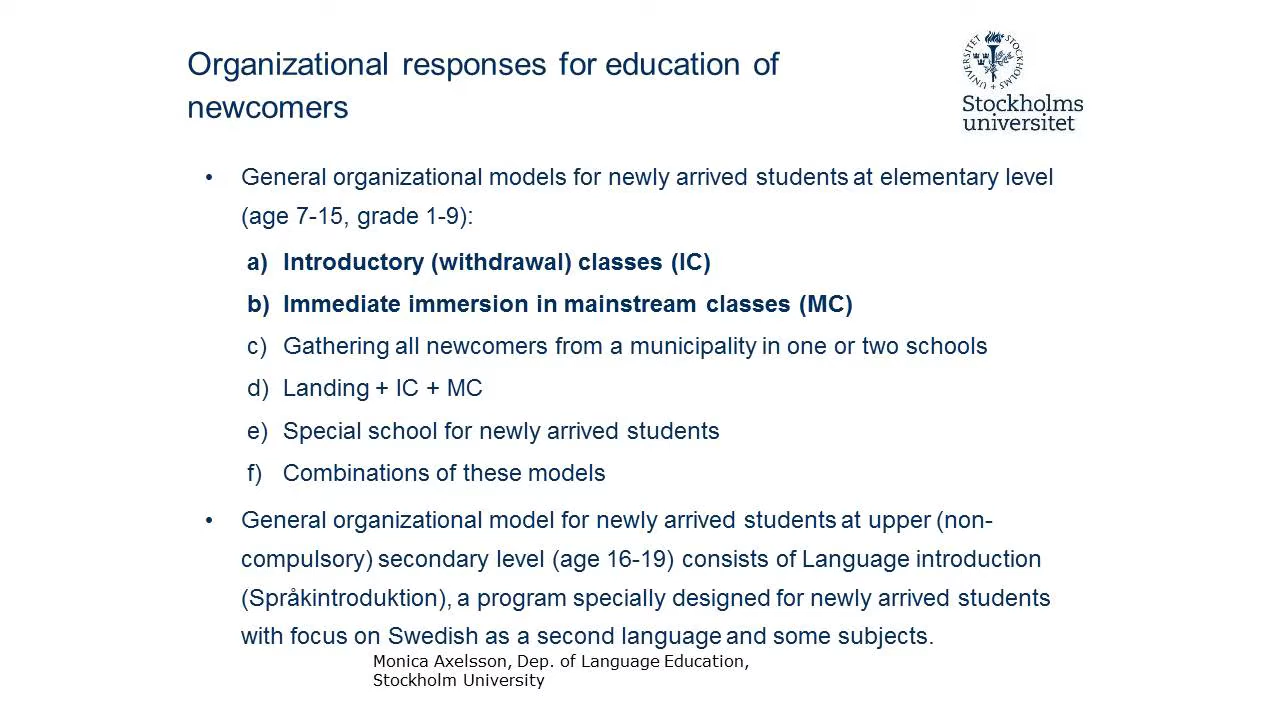 Organizational responses for education of
newcomers
STOCKHOLMS UNIVERSITET
Stockholms
universitet
• General organizational models for newly arrived students at elementary level
(age 7-15, grade 1-9):
a) Introductory (withdrawal) classes (IC)
b) Immediate immersion in mainstream classes (MC)
c) Gathering all newcomers from a municipality in one or two schools
d) Landing + IC + MC
e) Special school for newly arrived students
f) Combinations of these models
• General organizational model for newly arrived students at upper (non-
compulsory) secondary level (age 16-19) consists of Language introduction
(Språkintroduktion), a program specially designed for newly arrived students
with focus on Swedish as a second language and some subjects.
Monica Axelsson, Dep. of Language Education,
Stockholm University